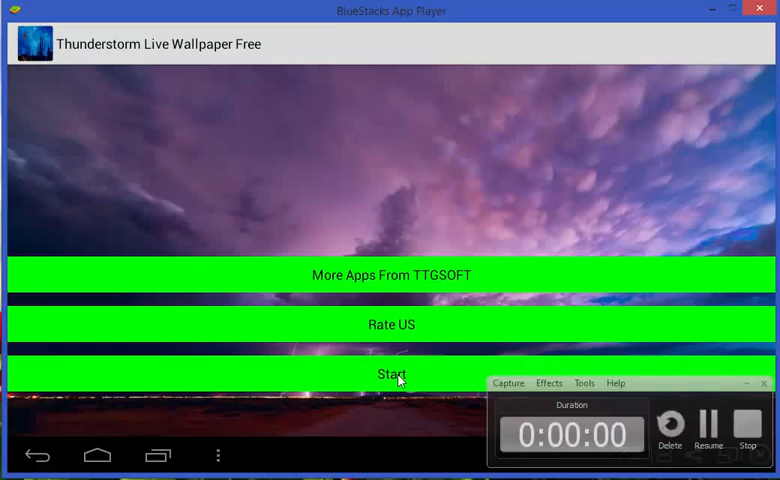 BlueStacks App Player
Thunderstorm Live Wallpaper Free
More Apps From TTGSOFT
Rate US
Start
Capture Effects Tools Help
Duration
0:00:00
Delete Resume Stop